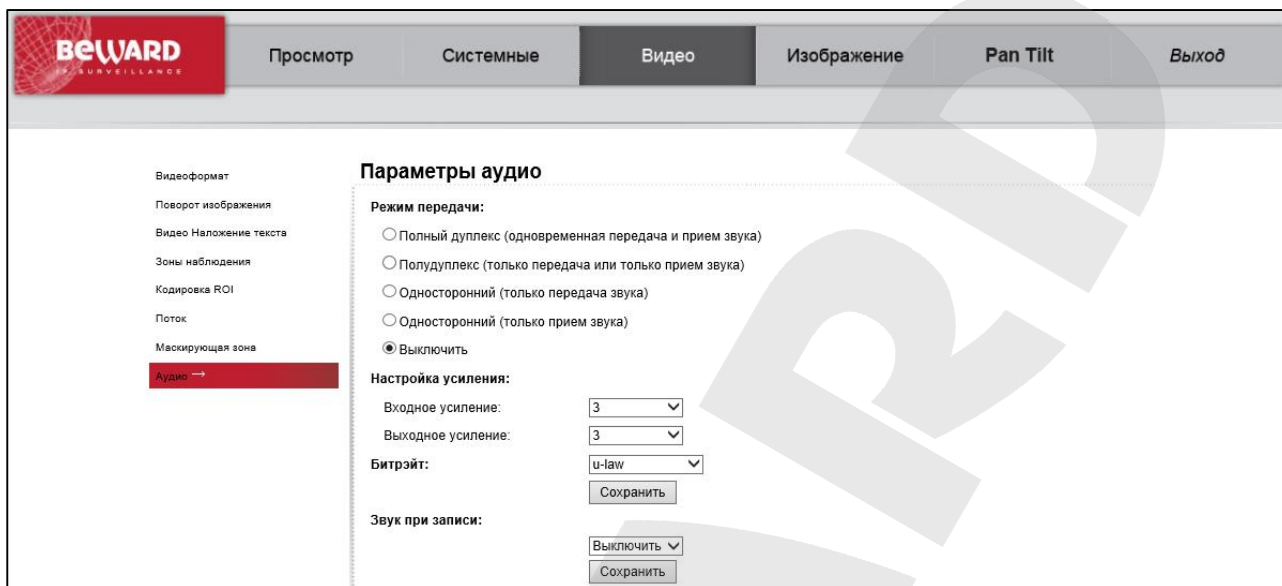 BEWARD
IP SURVEILLANCE
Просмотр Системные Видео Изображение Pan Tilt Выход
Видеоформат
Поворот изображения
Видео Наложение текста
Зоны наблюдения
Кодировка ROI
Поток
Маскирующая зона
Аудио →
Параметры аудио
Режим передачи:
Полный дуплекс (одновременная передача и прием звука)
Полудуплекс (только передача или только прием звука)
Односторонний (только передача звука)
Односторонний (только прием звука)
Выключить
Настройка усиления:
Входное усиление: 3
Выходное усиление: 3
Битрэйт: u-law
Сохранить
Звук при записи:
Выключить
Сохранить